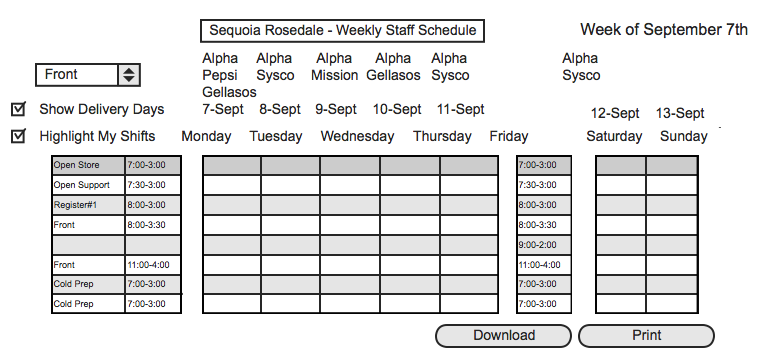 Sequoia Rosedale - Weekly Staff Schedule
Week of September 7th
Alpha Alpha Alpha Alpha Alpha Alpha
Front Pepsi Sysco Mission Gellasos Sysco Sysco
Gellasos
Show Delivery Days 7-Sept 8-Sept 9-Sept 10-Sept 11-Sept 12-Sept 13-Sept
Highlight My Shifts Monday Tuesday Wednesday Thursday Friday Saturday Sunday
Open Store 7:00-3:00 7:00-3:00
Open Support 7:30-3:00 7:30-3:00
Register#1 8:00-3:00 8:00-3:00
Front 8:00-3:30 8:00-3:30
9:00-2:00
Front 11:00-4:00 11:00-4:00
Cold Prep 7:00-3:00 7:00-3:00
Cold Prep 7:00-3:00 7:00-3:00
Download Print